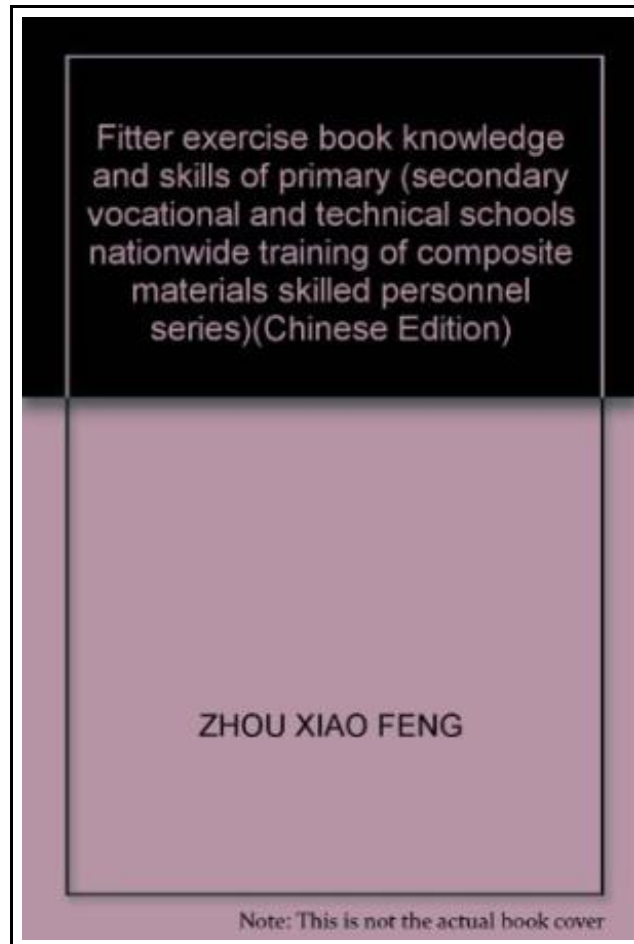 Fitter exercise book knowledge
and skills of primary (secondary
vocational and technical schools
nationwide training of composite
materials skilled personnel
series)(Chinese Edition)
ZHOU XIAO FENG
Note: This is not the actual book cover